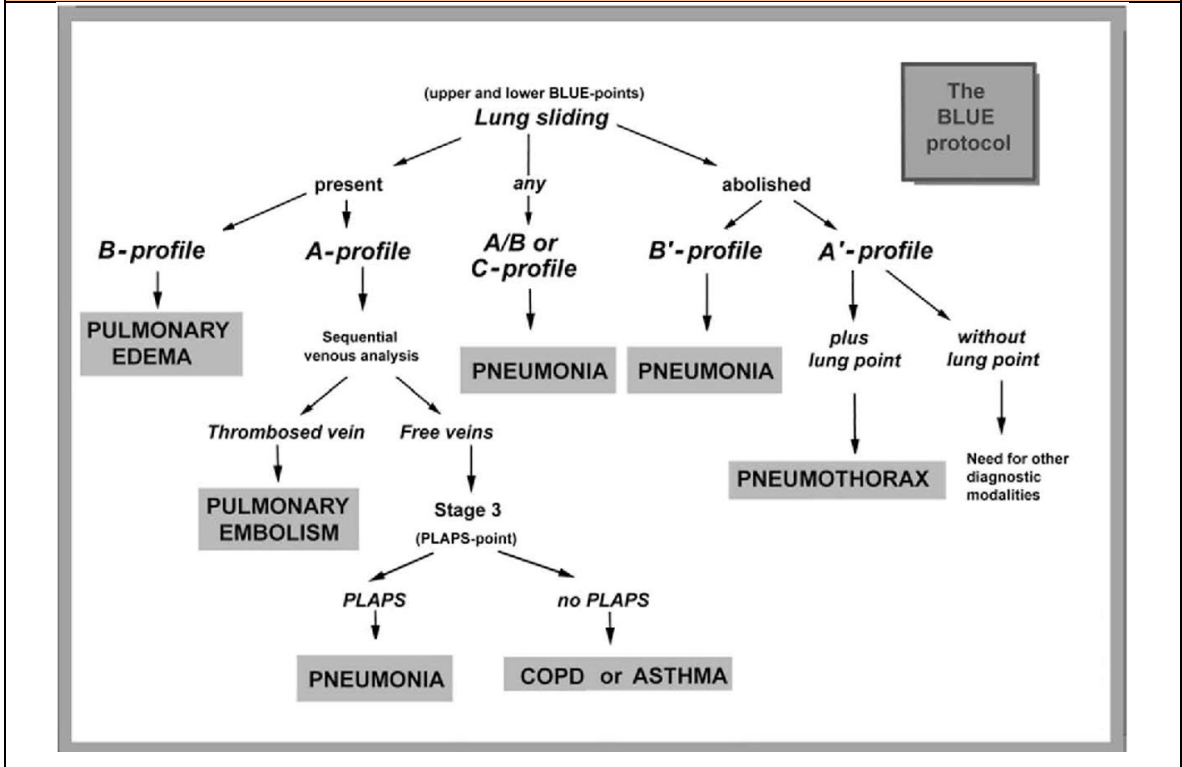 The
BLUE
protocol
(upper and lower BLUE-points)
Lung sliding
present
any
abolished
B-profile
A-profile
A/B or
C-profile
B'-profile
A'-profile
PULMONARY
EDEMA
Sequential
venous analysis
PNEUMONIA
PNEUMONIA
plus
lung point
without
lung point
Thrombosed vein
Free veins
PULMONARY
EMBOLISM
Stage 3
(PLAPS-point)
PNEUMOTHORAX
Need for other
diagnostic
modalities
PLAPS
no PLAPS
PNEUMONIA
COPD or ASTHMA